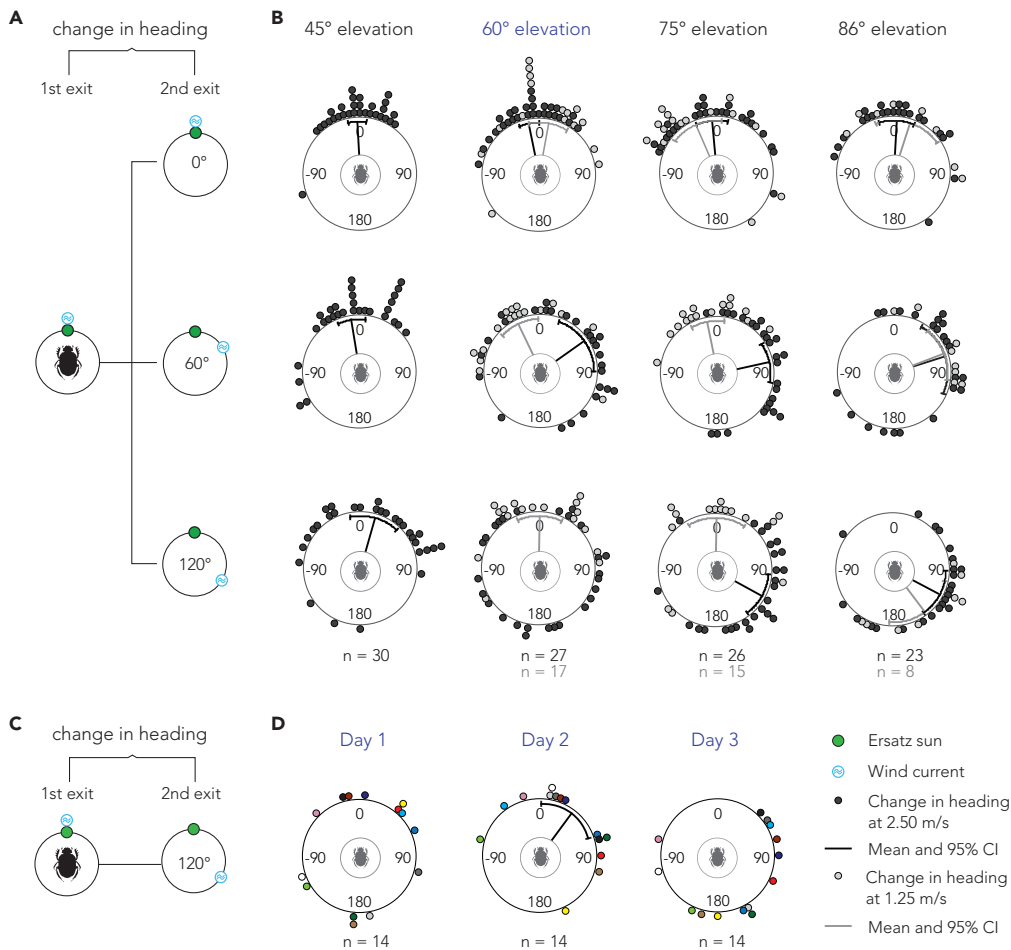 A
change in heading
1st exit 2nd exit
0°
60°
120°
B
45° elevation 60° elevation 75° elevation 86° elevation
0 0 0 0
-90 90 -90 90 -90 90 -90 90
180 180 180 180
0 0 0 0
-90 90 -90 90 -90 90 -90 90
180 180 180 180
0 0 0 0
-90 90 -90 90 -90 90 -90 90
180 180 180 180
n = 30 n = 27 n = 26 n = 23
n = 17 n = 15 n = 8
C
change in heading
1st exit 2nd exit
120°
D
Day 1 Day 2 Day 3
0 0 0
-90 90 -90 90 -90 90
180 180 180
n = 14 n = 14 n = 14
Ersatz sun
Wind current
Change in heading
at 2.50 m/s
Mean and 95% CI
Change in heading
at 1.25 m/s
Mean and 95% CI